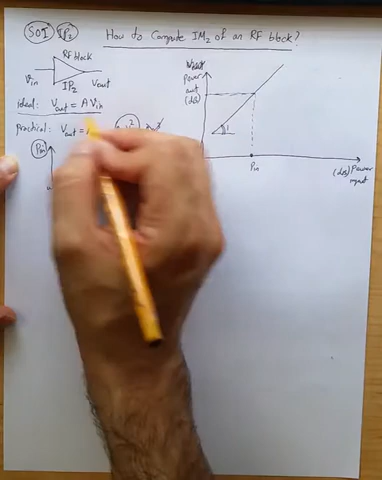 SOI IP2 How to Compute IM2 of an RF block?
RF block
Vin Vout
IP2
ideal: Vout = A Vin
practical: Vout =
Pin
Power
out
(dB)
1
Pin
(dB) Power
input